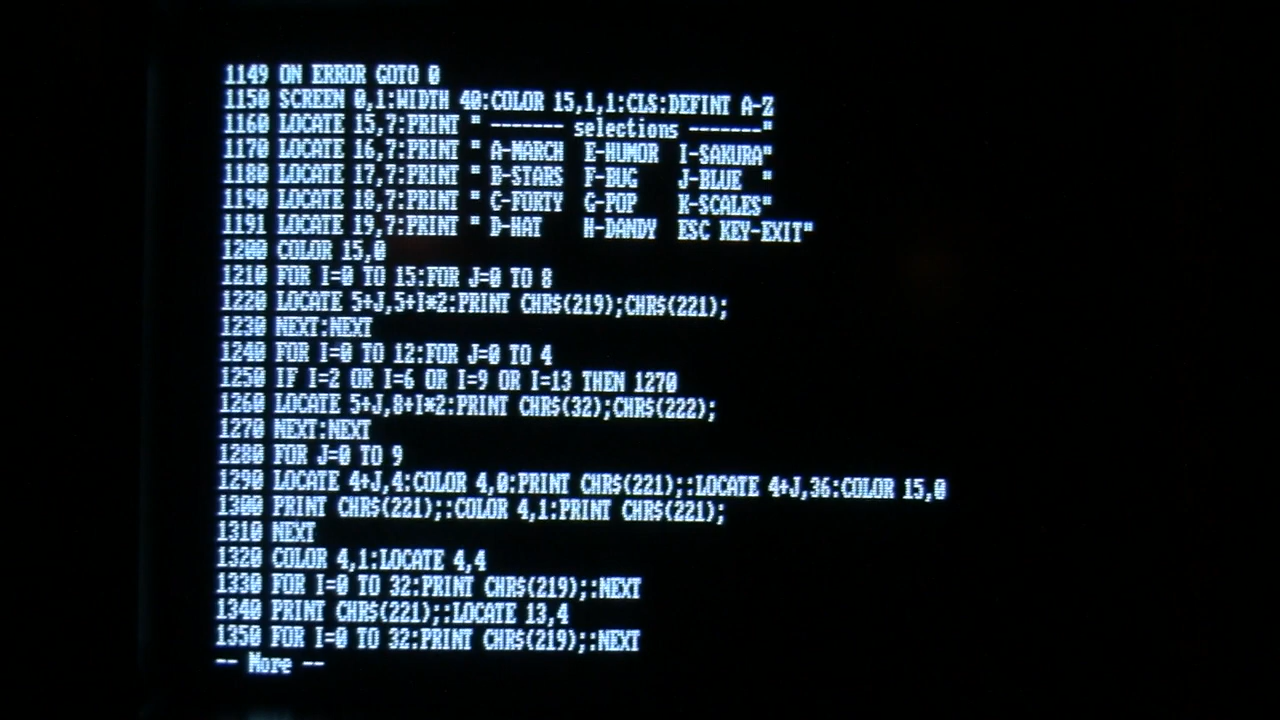 1149 ON ERROR GOTO 0
1150 SCREEN 0,1:WIDTH 40:COLOR 15,1,1:CLS:DEFINT A-Z
1160 LOCATE 15,7:PRINT " ------- selections -------"
1170 LOCATE 16,7:PRINT " A-MARCH  E-HUMOR  I-SAKURA"
1180 LOCATE 17,7:PRINT " B-STARS  F-BUG    J-BLUE  "
1190 LOCATE 18,7:PRINT " C-FORTY  G-POP    K-SCALES"
1191 LOCATE 19,7:PRINT " D-HAT    H-DANDY  ESC KEY-EXIT"
1200 COLOR 15,0
1210 FOR I=0 TO 15:FOR J=0 TO 8
1220 LOCATE 5+J,5+I*2:PRINT CHR$(219);CHR$(221);
1230 NEXT:NEXT
1240 FOR I=0 TO 12:FOR J=0 TO 4
1250 IF I=2 OR I=6 OR I=9 OR I=13 THEN 1270
1260 LOCATE 5+J,8+I*2:PRINT CHR$(32);CHR$(222);
1270 NEXT:NEXT
1280 FOR J=0 TO 9
1290 LOCATE 4+J,4:COLOR 4,0:PRINT CHR$(221);:LOCATE 4+J,36:COLOR 15,0
1300 PRINT CHR$(221);:COLOR 4,1:PRINT CHR$(221);
1310 NEXT
1320 COLOR 4,1:LOCATE 4,4
1330 FOR I=0 TO 32:PRINT CHR$(219);:NEXT
1340 PRINT CHR$(221);:LOCATE 13,4
1350 FOR I=0 TO 32:PRINT CHR$(219);:NEXT
-- More --